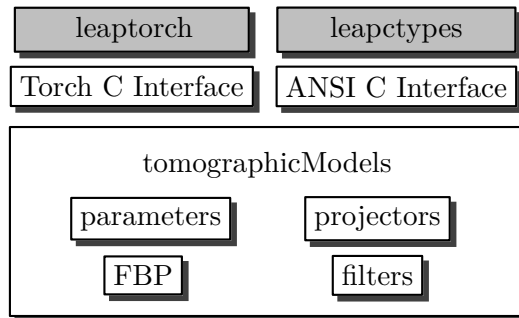 leaptorch leapctypes
Torch C Interface ANSI C Interface
tomographicModels
parameters projectors
FBP filters